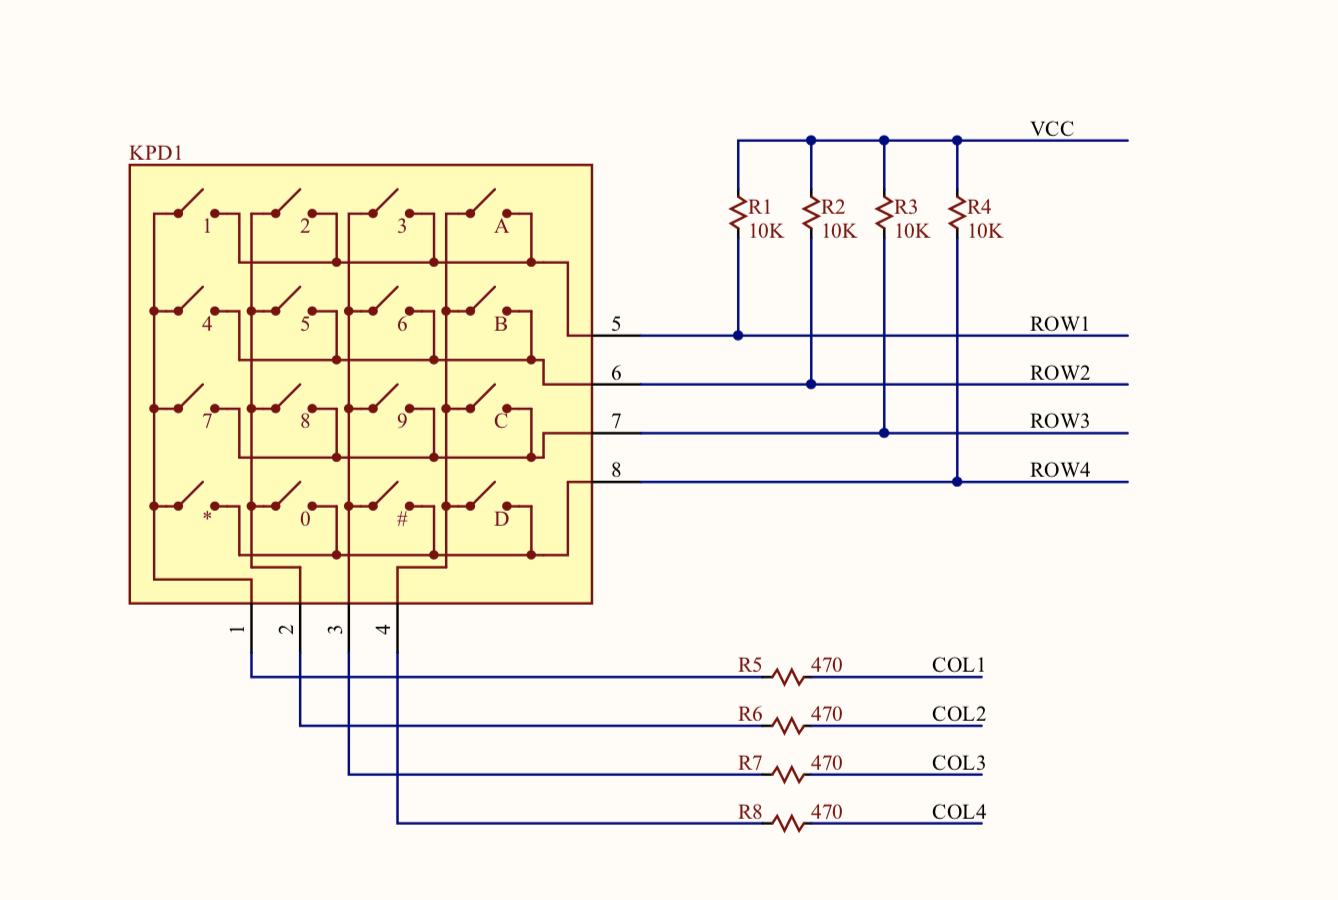 VCC
KPD1
R1 R2 R3 R4
10K 10K 10K 10K
1 2 3 A
4 5 6 B
5 ROW1
6 ROW2
7 8 9 C
7 ROW3
8 ROW4
* 0 # D
1 2 3 4
R5 470 COL1
R6 470 COL2
R7 470 COL3
R8 470 COL4